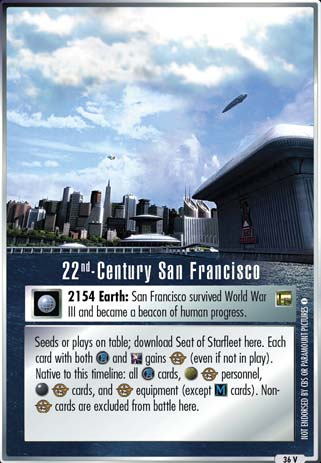 22nd-Century San Francisco
2154 Earth: San Francisco survived World War
III and became a beacon of human progress.
Seeds or plays on table; download Seat of Starfleet here. Each
card with both and gains (even if not in play).
Native to this timeline: all cards, personnel,
cards, and equipment (except M cards). Non-
cards are excluded from battle here.
NOT ENDORSED BY CBS OR PARAMOUNT PICTURES
36 V